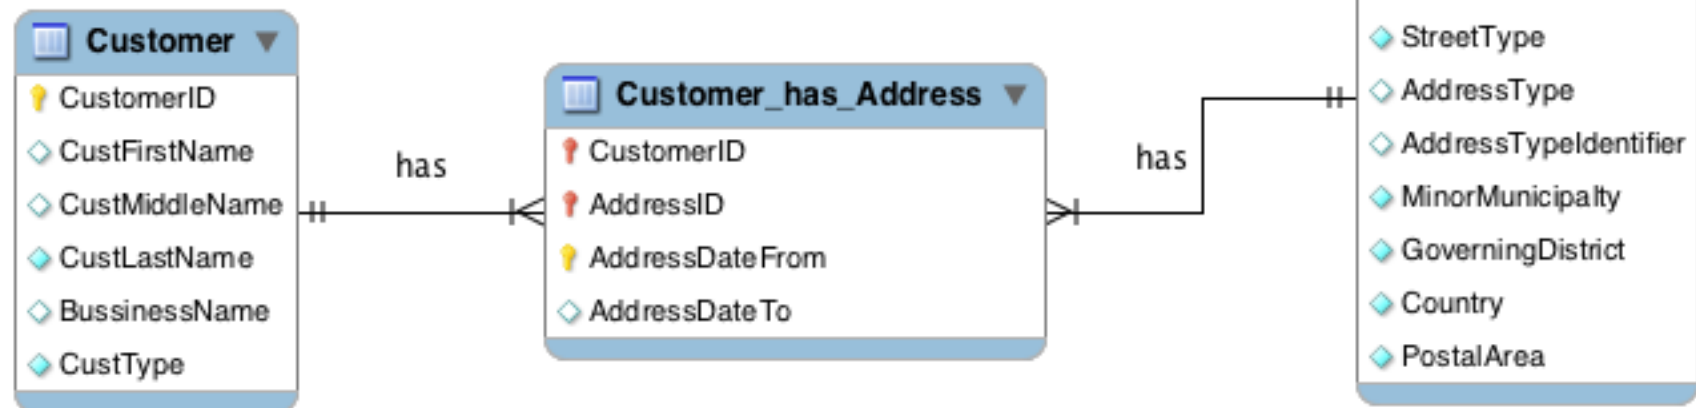 Customer
CustomerID
CustFirstName
CustMiddleName
CustLastName
BussinessName
CustType
has
Customer_has_Address
CustomerID
AddressID
AddressDateFrom
AddressDateTo
has
StreetType
AddressType
AddressTypeIdentifier
MinorMunicipalty
GoverningDistrict
Country
PostalArea